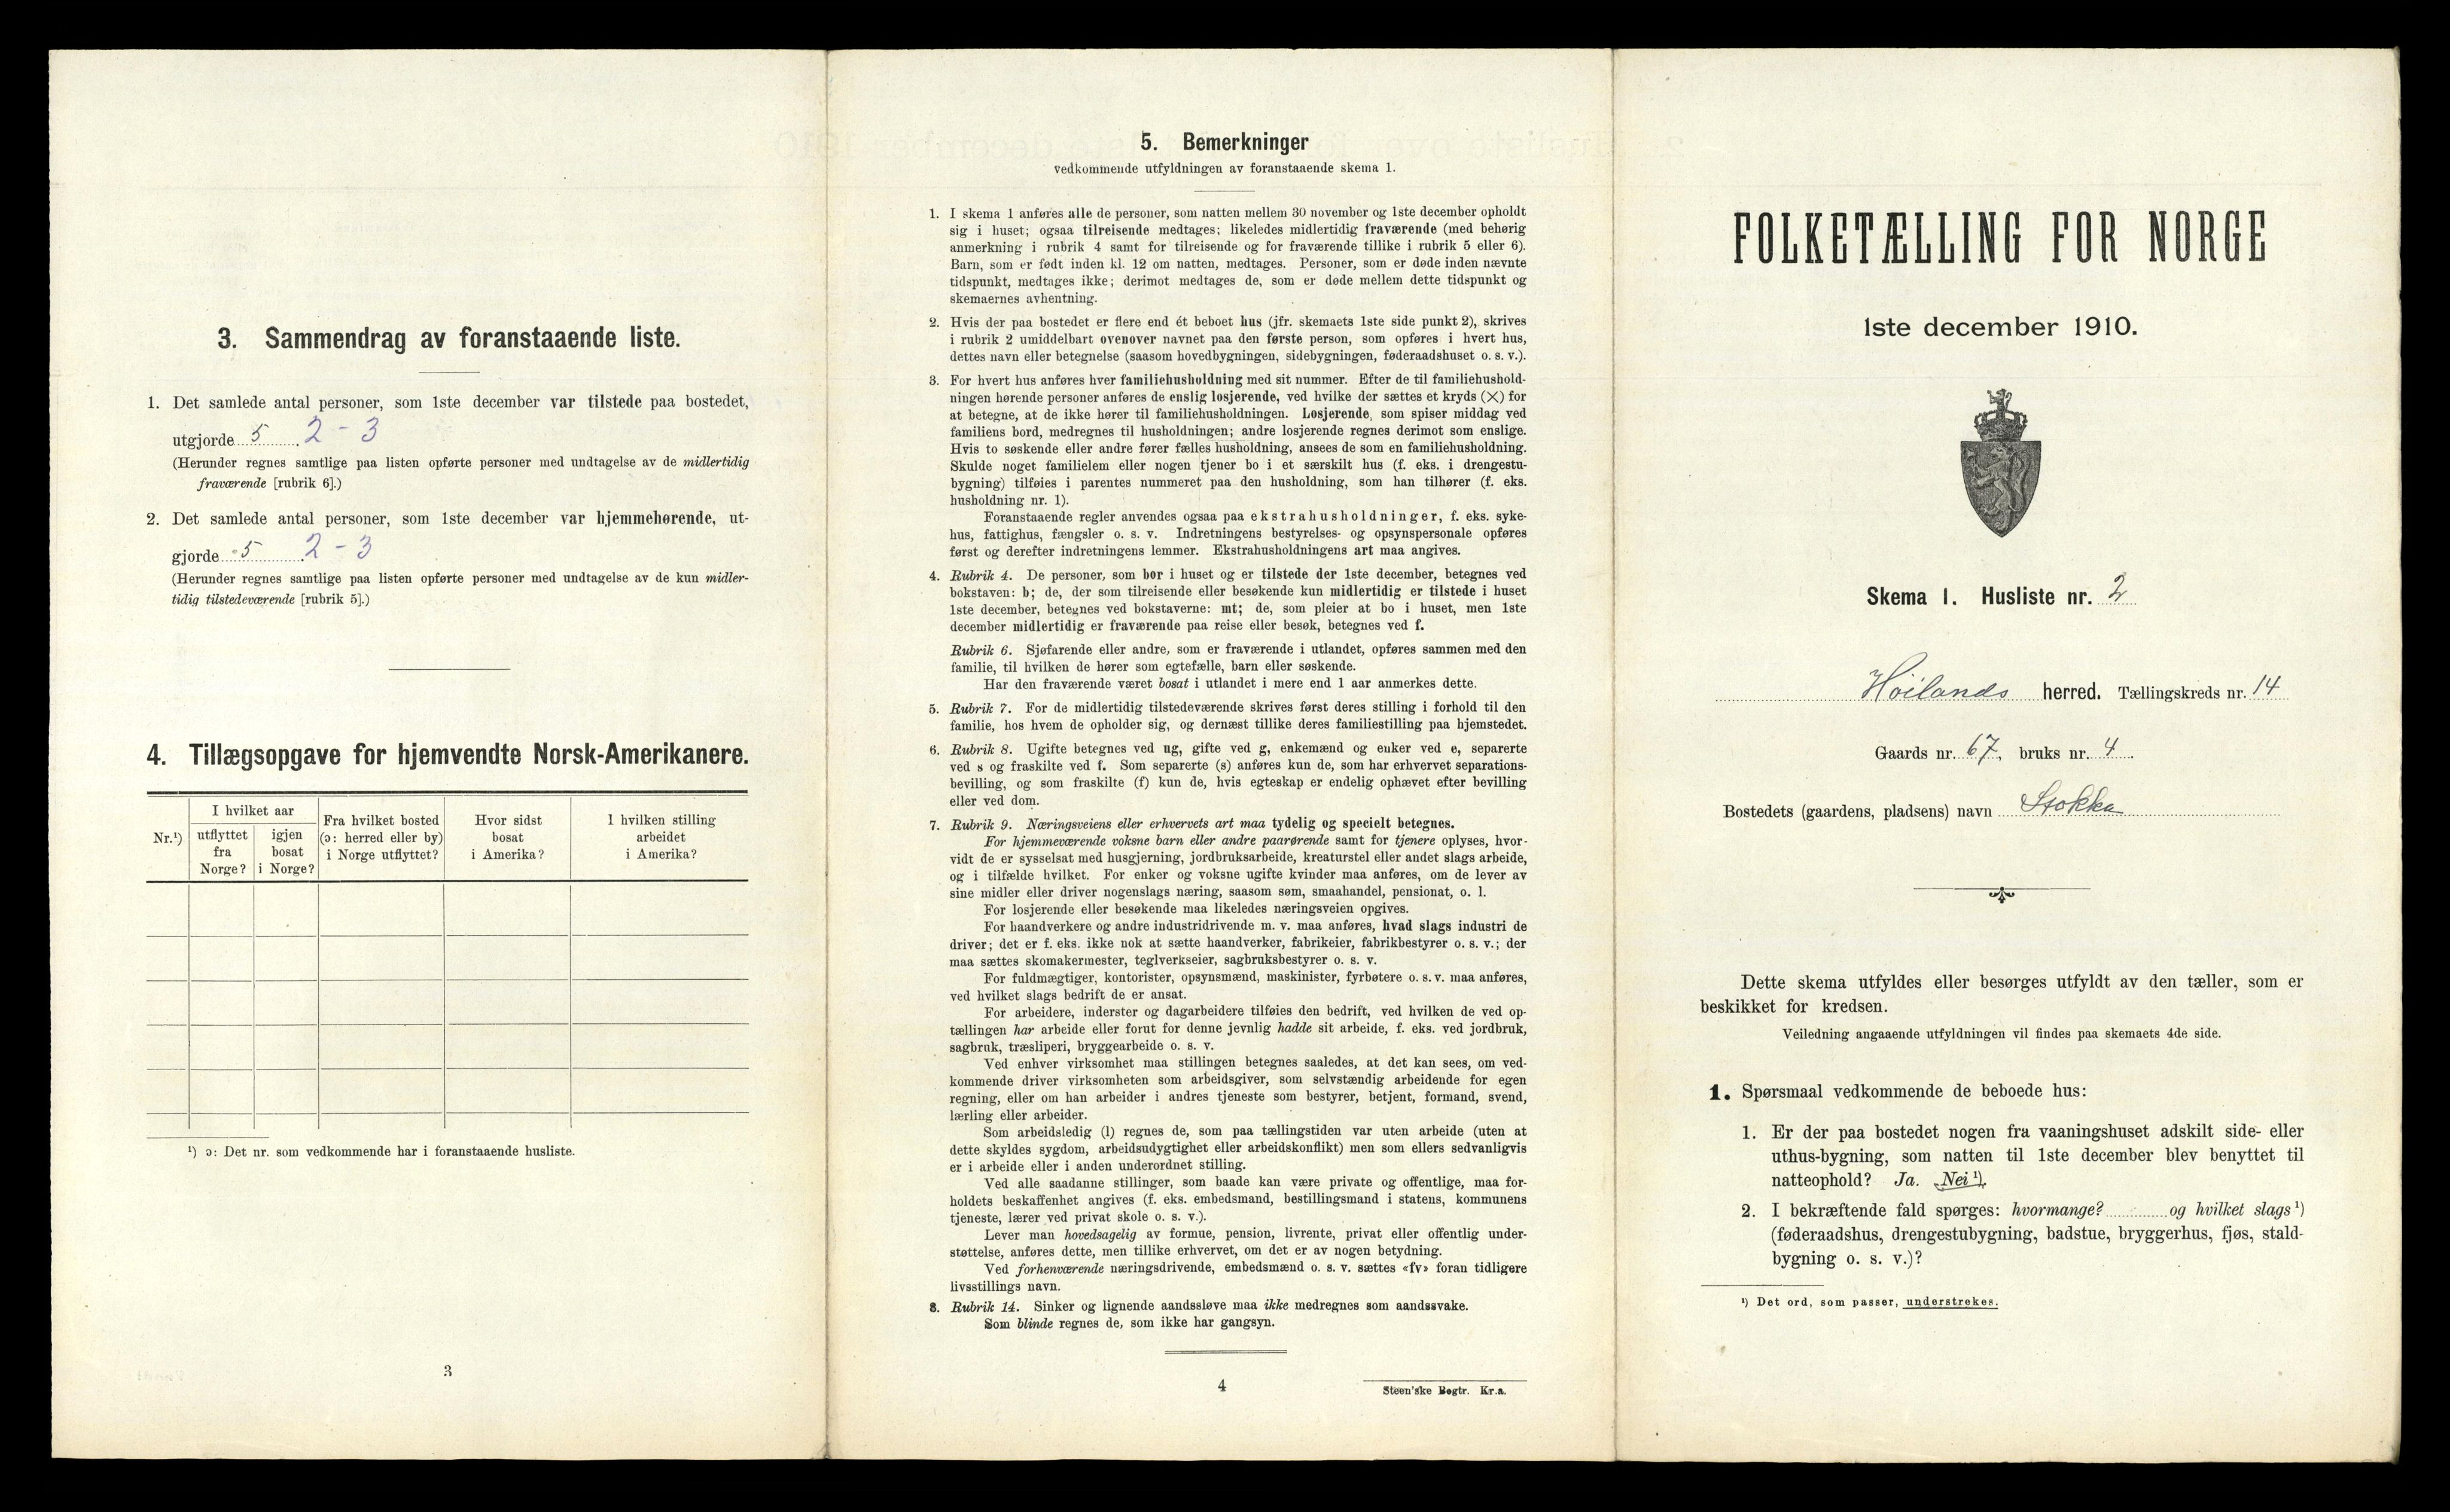 3. Sammendrag av foranstaaende liste.
1. Det samlede antal personer, som 1ste december var tilstede paa bostedet,
utgjorde 5 2 - 3
(Herunder regnes samtlige paa listen opførte personer med undtagelse av de midlertidig
fraværende [rubrik 6].)
2. Det samlede antal personer, som 1ste december var hjemmehørende, ut-
gjorde 5 2 - 3
(Herunder regnes samtlige paa listen opførte personer med undtagelse av de kun midler-
tidig tilstedeværende [rubrik 5].)
4. Tillægsopgave for hjemvendte Norsk-Amerikanere.
Nr.¹)
I hvilket aar
utflyttet
fra
Norge?
igjen
bosat
i Norge?
Fra hvilket bosted
(ɔ: herred eller by)
i Norge utflyttet?
Hvor sidst
bosat
i Amerika?
I hvilken stilling
arbeidet
i Amerika?
¹) ɔ: Det nr. som vedkommende har i foranstaaende husliste.
3
5. Bemerkninger
vedkommende utfyldningen av foranstaaende skema 1.
1. I skema 1 anføres alle de personer, som natten mellem 30 november og 1ste december opholdt
sig i huset; ogsaa tilreisende medtages; likeledes midlertidig fraværende (med behørig
anmerkning i rubrik 4 samt for tilreisende og for fraværende tillike i rubrik 5 eller 6).
Barn, som er født inden kl. 12 om natten, medtages. Personer, som er døde inden nævnte
tidspunkt, medtages ikke; derimot medtages de, som er døde mellem dette tidspunkt og
skemaernes avhentning.
2. Hvis der paa bostedet er flere end ét beboet hus (jfr. skemaets 1ste side punkt 2), skrives
i rubrik 2 umiddelbart ovenover navnet paa den første person, som opføres i hvert hus,
dettes navn eller betegnelse (saasom hovedbygningen, sidebygningen, føderaadshuset o. s. v.).
3. For hvert hus anføres hver familiehusholdning med sit nummer. Efter de til familiehushold-
ningen hørende personer anføres de enslig losjerende, ved hvilke der sættes et kryds (×) for
at betegne, at de ikke hører til familiehusholdningen. Losjerende, som spiser middag ved
familiens bord, medregnes til husholdningen; andre losjerende regnes derimot som enslige.
Hvis to søskende eller andre fører fælles husholdning, ansees de som en familiehusholdning.
Skulde noget familielem eller nogen tjener bo i et særskilt hus (f. eks. i drengestu-
bygning) tilføies i parentes nummeret paa den husholdning, som han tilhører (f. eks.
husholdning nr. 1).
Foranstaaende regler anvendes ogsaa paa ekstrahusholdninger, f. eks. syke-
hus, fattighus, fængsler o. s. v. Indretningens bestyrelses- og opsynspersonale opføres
først og derefter indretningens lemmer. Ekstrahusholdningens art maa angives.
4. Rubrik 4. De personer, som bor i huset og er tilstede der 1ste december, betegnes ved
bokstaven: b; de, der som tilreisende eller besøkende kun midlertidig er tilstede i huset
1ste december, betegnes ved bokstaverne: mt; de, som pleier at bo i huset, men 1ste
december midlertidig er fraværende paa reise eller besøk, betegnes ved f.
Rubrik 6. Sjøfarende eller andre, som er fraværende i utlandet, opføres sammen med den
familie, til hvilken de hører som egtefælle, barn eller søskende.
Har den fraværende været bosat i utlandet i mere end 1 aar anmerkes dette.
5. Rubrik 7. For de midlertidig tilstedeværende skrives først deres stilling i forhold til den
familie, hos hvem de opholder sig, og dernæst tillike deres familiestilling paa hjemstedet.
6. Rubrik 8. Ugifte betegnes ved ug, gifte ved g, enkemænd og enker ved e, separerte
ved s og fraskilte ved f. Som separerte (s) anføres kun de, som har erhvervet separations-
bevilling, og som fraskilte (f) kun de, hvis egteskap er endelig ophævet efter bevilling
eller ved dom.
7. Rubrik 9. Næringsveiens eller erhvervets art maa tydelig og specielt betegnes.
For hjemmeværende voksne barn eller andre paarørende samt for tjenere oplyses, hvor-
vidt de er sysselsat med husgjerning, jordbruksarbeide, kreaturstel eller andet slags arbeide,
og i tilfælde hvilket. For enker og voksne ugifte kvinder maa anføres, om de lever av
sine midler eller driver nogenslags næring, saasom søm, smaahandel, pensionat, o. l.
For losjerende eller besøkende maa likeledes næringsveien opgives.
For haandverkere og andre industridrivende m. v. maa anføres, hvad slags industri de
driver; det er f. eks. ikke nok at sætte haandverker, fabrikeier, fabrikbestyrer o. s. v.; der
maa sættes skomakermester, teglverkseier, sagbruksbestyrer o. s. v.
For fuldmægtiger, kontorister, opsynsmænd, maskinister, fyrbøtere o. s. v. maa anføres,
ved hvilket slags bedrift de er ansat.
For arbeidere, inderster og dagarbeidere tilføies den bedrift, ved hvilken de ved op-
tællingen har arbeide eller forut for denne jevnlig hadde sit arbeide, f. eks. ved jordbruk,
sagbruk, træsliperi, bryggearbeide o. s. v.
Ved enhver virksomhet maa stillingen betegnes saaledes, at det kan sees, om ved-
kommende driver virksomheten som arbeidsgiver, som selvstændig arbeidende for egen
regning, eller om han arbeider i andres tjeneste som bestyrer, betjent, formand, svend,
lærling eller arbeider.
Som arbeidsledig (l) regnes de, som paa tællingstiden var uten arbeide (uten at
dette skyldes sygdom, arbeidsudygtighet eller arbeidskonflikt) men som ellers sedvanligvis
er i arbeide eller i anden underordnet stilling.
Ved alle saadanne stillinger, som baade kan være private og offentlige, maa for-
holdets beskaffenhet angives (f. eks. embedsmand, bestillingsmand i statens, kommunens
tjeneste, lærer ved privat skole o. s. v.).
Lever man hovedsagelig av formue, pension, livrente, privat eller offentlig under-
støttelse, anføres dette, men tillike erhvervet, om det er av nogen betydning.
Ved forhenværende næringsdrivende, embedsmænd o. s. v. sættes «fv» foran tidligere
livsstillings navn.
8. Rubrik 14. Sinker og lignende aandssløve maa ikke medregnes som aandssvake.
Som blinde regnes de, som ikke har gangsyn.
4
Steen'ske Bogtr. Kr.a.
FOLKETÆLLING FOR NORGE
1ste december 1910.
Skema 1. Husliste nr. 2
Høilands herred. Tællingskreds nr. 14
Gaards nr. 67, bruks nr. 4.
Bostedets (gaardens, pladsens) navn Stokka
Dette skema utfyldes eller besørges utfyldt av den tæller, som er
beskikket for kredsen.
Veiledning angaaende utfyldningen vil findes paa skemaets 4de side.
1. Spørsmaal vedkommende de beboede hus:
1. Er der paa bostedet nogen fra vaaningshuset adskilt side- eller
uthus-bygning, som natten til 1ste december blev benyttet til
natteophold? Ja. Nei ¹).
2. I bekræftende fald spørges: hvormange? og hvilket slags ¹)
(føderaadshus, drengestubygning, badstue, bryggerhus, fjøs, stald-
bygning o. s. v.)?
¹) Det ord, som passer, understrekes.